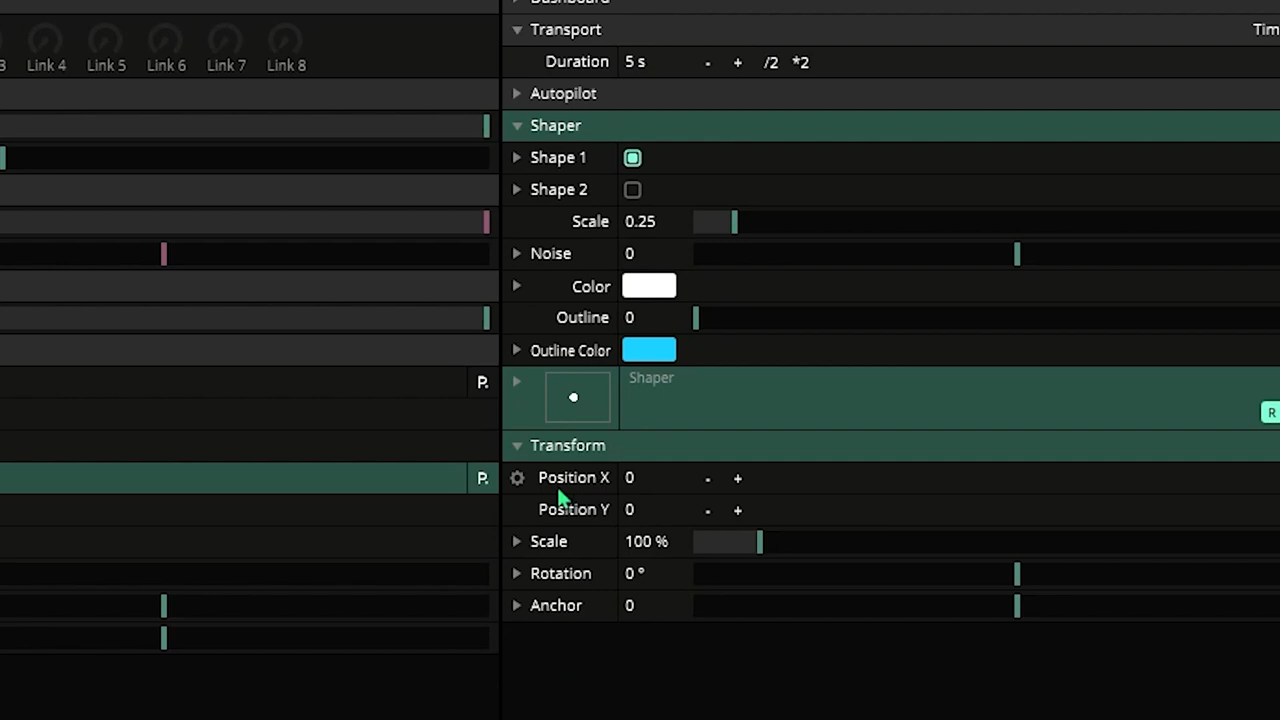 Dashboard
Transport Tim
3 Link 4 Link 5 Link 6 Link 7 Link 8
Duration 5 s - + /2 *2
Autopilot
Shaper
Shape 1
Shape 2
Scale 0.25
Noise 0
Color
Outline 0
Outline Color
Shaper
P.
R
Transform
P. Position X 0 - +
Position Y 0 - +
Scale 100 %
Rotation 0 °
Anchor 0